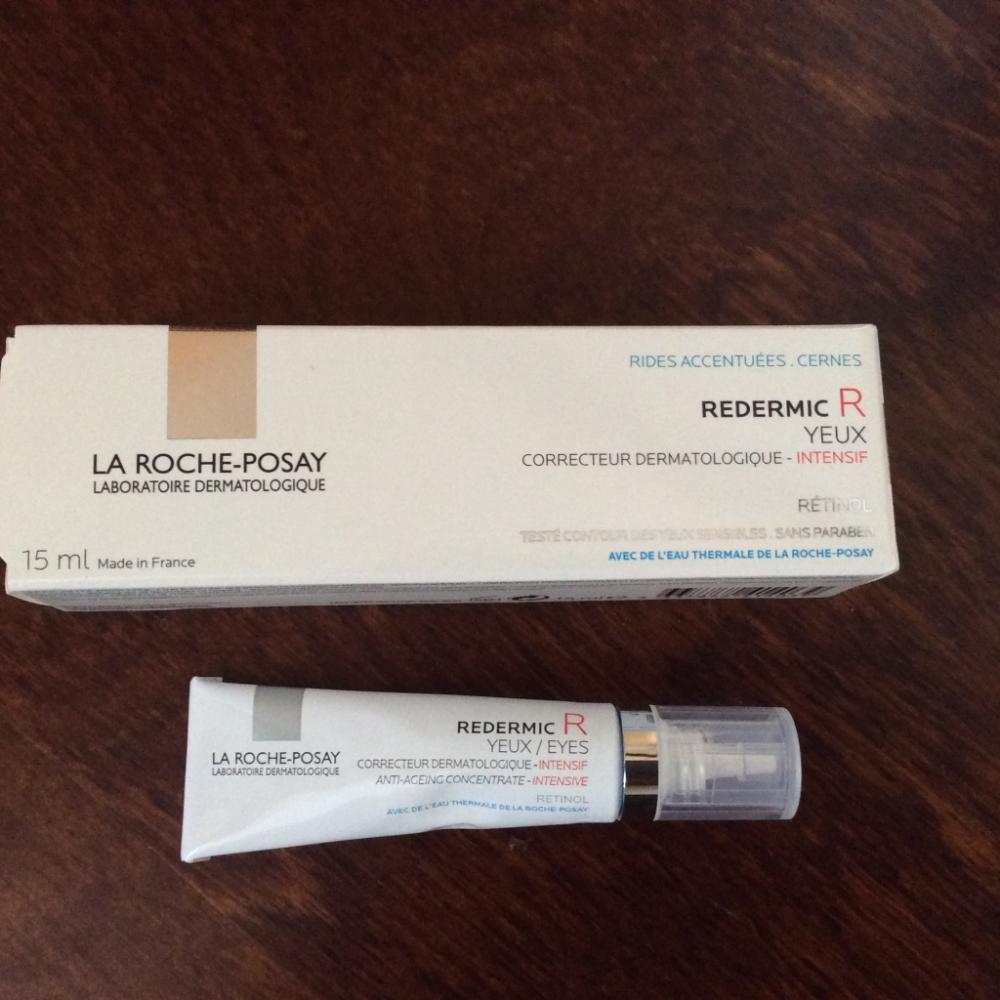 RIDES ACCENTUÉES . CERNES
REDERMIC R
YEUX
CORRECTEUR DERMATOLOGIQUE - INTENSIF
RÉTINOL
TESTÉ CONTOUR DES YEUX SENSIBLES . SANS PARABEN
AVEC DE L'EAU THERMALE DE LA ROCHE-POSAY
LA ROCHE-POSAY
LABORATOIRE DERMATOLOGIQUE
15 ml Made in France
REDERMIC R
YEUX / EYES
CORRECTEUR DERMATOLOGIQUE - INTENSIF
ANTI-AGEING CONCENTRATE - INTENSIVE
RETINOL
AVEC DE L'EAU THERMALE DE LA ROCHE-POSAY
LA ROCHE-POSAY
LABORATOIRE DERMATOLOGIQUE